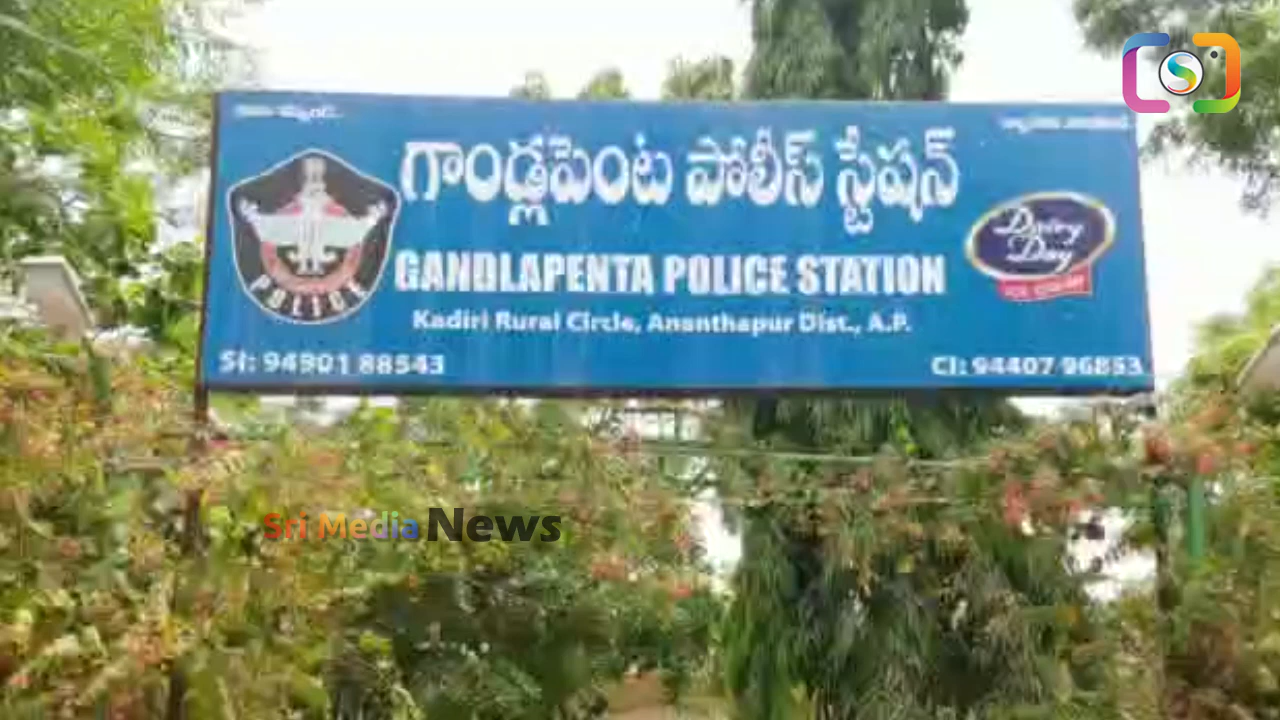 గాండ్లపెంట పోలీస్ స్టేషన్
GANDLAPENTA POLICE STATION
Kadiri Rural Circle, Ananthapur Dist., A.P.
SI: 94901 88543
CI: 94407 96853
POLICE
Dairy
Day
Sri Media News
S